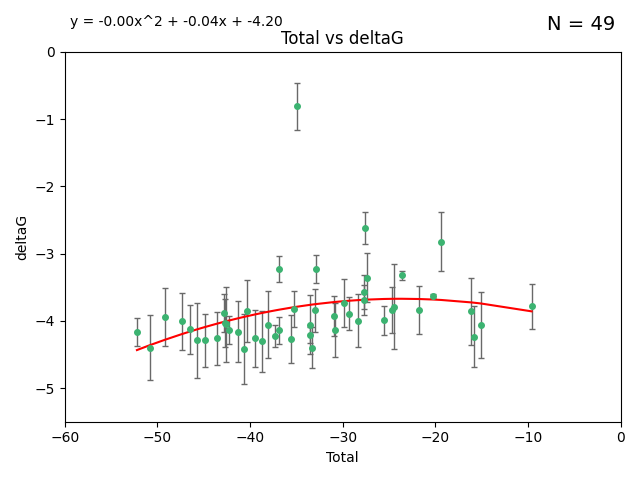 y = -0.00x^2 + -0.04x + -4.20
N = 49
Total vs deltaG
deltaG
0
−1
−2
−3
−4
−5
−60
−50
−40
−30
−20
−10
0
Total